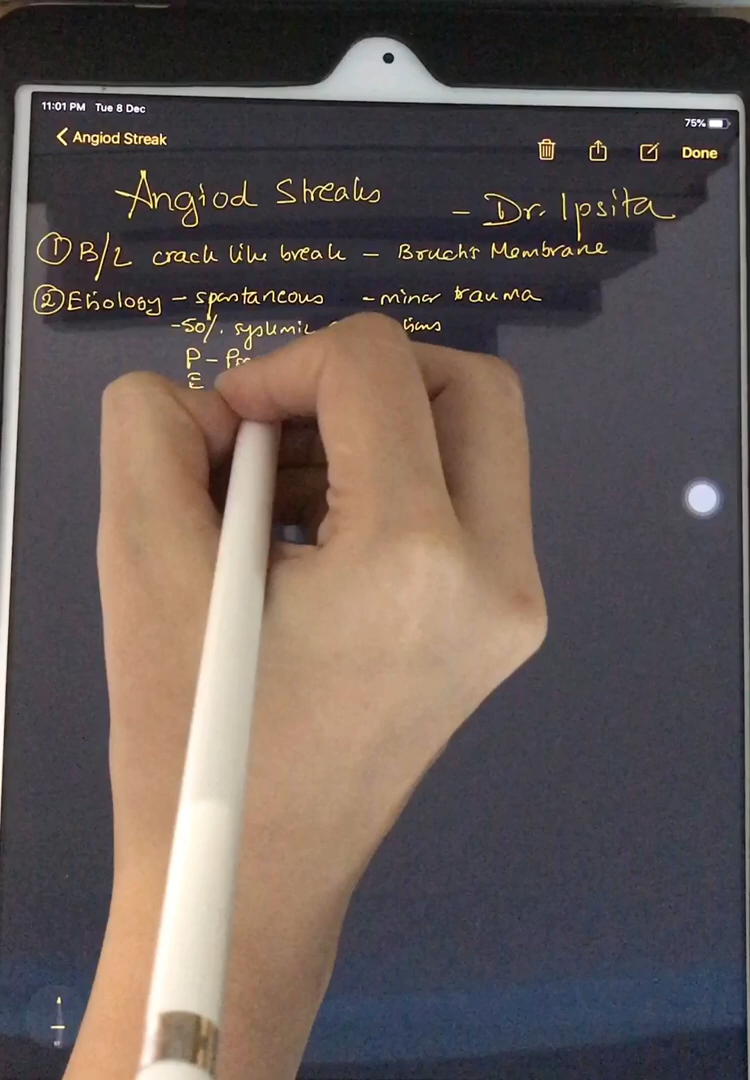 11:01 PM Tue 8 Dec
75%
Angiod Streak
Done
Angiod Streaks
- Dr. Ipsita
① B/L crack like break - Bruch's Membrane
② Etiology - spontaneous - minor trauma
-50% systemic
P -
E